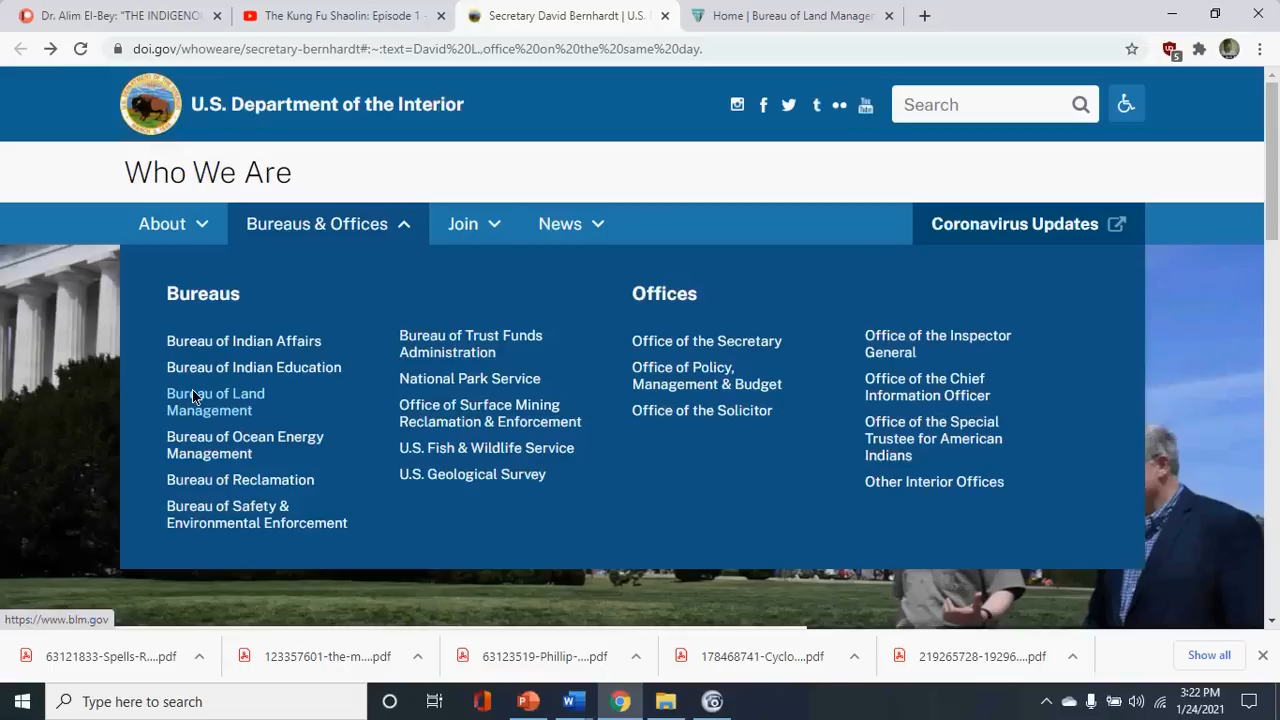 Dr. Alim El-Bey: "THE INDIGENO
The Kung Fu Shaolin: Episode 1 -
Secretary David Bernhardt | U.S.
Home | Bureau of Land Manager
doi.gov/whoweare/secretary-bernhardt#:~:text=David%20L.,office%20on%20the%20same%20day.
5
U.S. Department of the Interior
You Tube
Search
Who We Are
About
Bureaus & Offices
Join
News
Coronavirus Updates
Bureaus
Bureau of Indian Affairs
Bureau of Indian Education
Bureau of Land
Management
Bureau of Ocean Energy
Management
Bureau of Reclamation
Bureau of Safety &
Environmental Enforcement
Bureau of Trust Funds
Administration
National Park Service
Office of Surface Mining
Reclamation & Enforcement
U.S. Fish & Wildlife Service
U.S. Geological Survey
Offices
Office of the Secretary
Office of Policy,
Management & Budget
Office of the Solicitor
Office of the Inspector
General
Office of the Chief
Information Officer
Office of the Special
Trustee for American
Indians
Other Interior Offices
https://www.blm.gov
63121833-Spells-R....pdf
123357601-the-m....pdf
63123519-Phillip-....pdf
178468741-Cyclo....pdf
219265728-19296....pdf
Show all
Type here to search
3:22 PM
1/24/2021